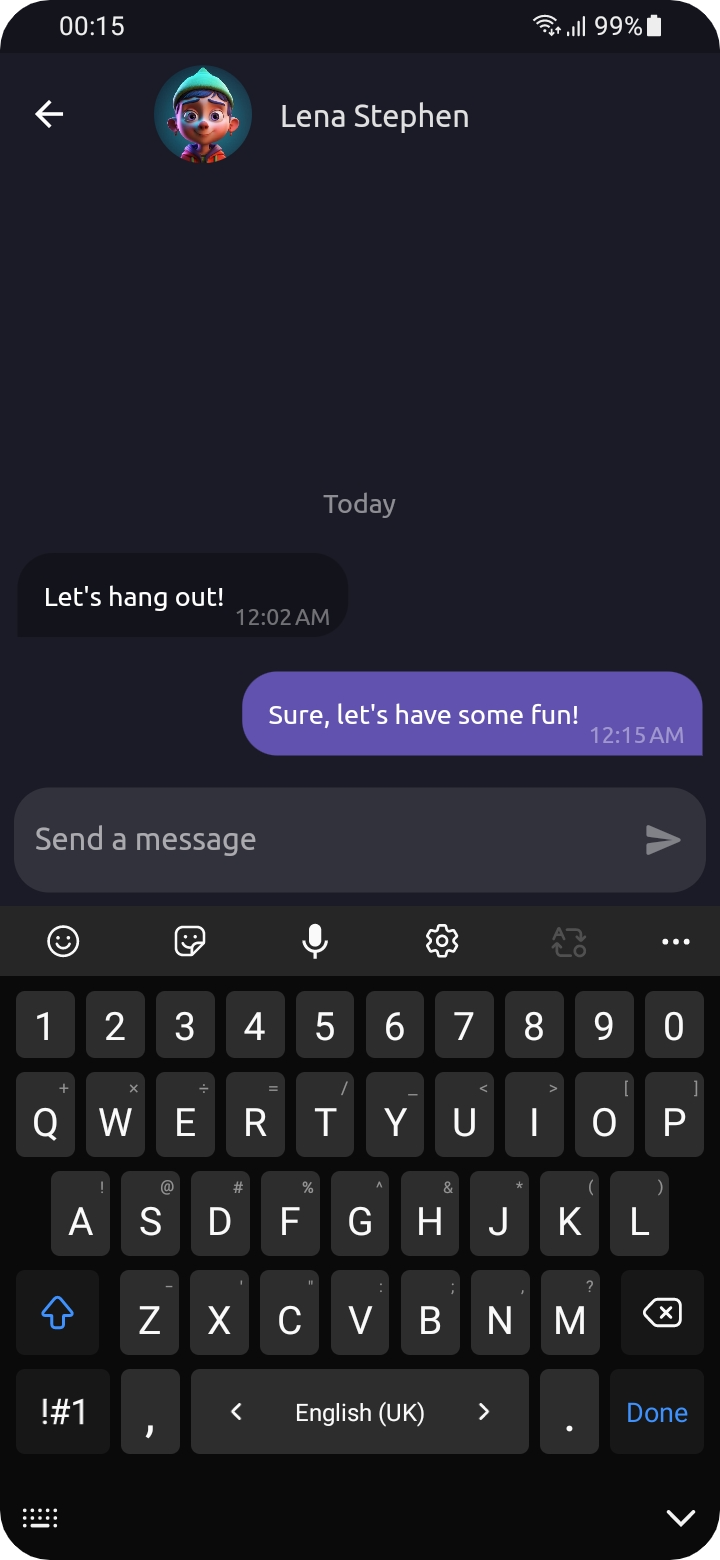 00:15 99%
Lena Stephen
Today
Let's hang out! 12:02 AM
Sure, let's have some fun! 12:15 AM
Send a message
1 2 3 4 5 6 7 8 9 0
+ × ÷ = / _ < > [ ]
Q W E R T Y U I O P
! @ # % ^ & * ( )
A S D F G H J K L
- ' " : ; , ?
Z X C V B N M
!#1 , < English (UK) > . Done